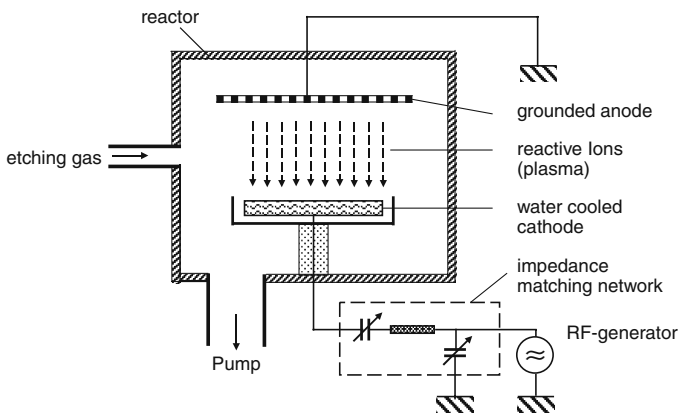 reactor
grounded anode
etching gas
reactive Ions
(plasma)
water cooled
cathode
impedance
matching network
RF-generator
Pump